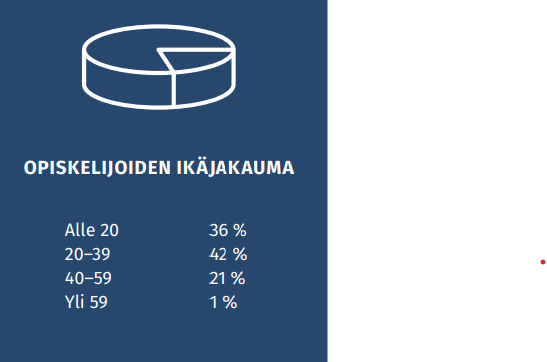 OPISKELIJOIDEN IKÄJAKAUMA
Alle 20 36 %
20–39 42 %
40–59 21 %
Yli 59 1 %